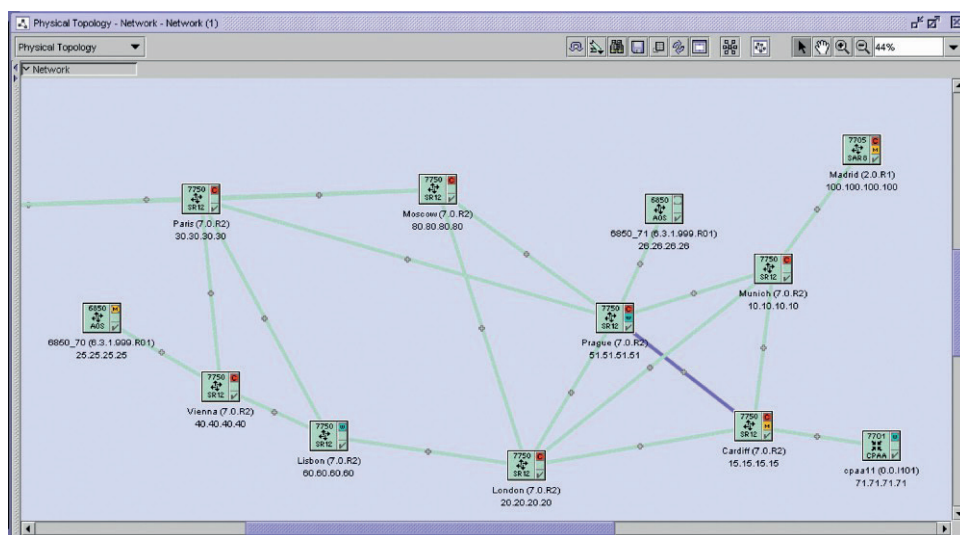 Physical Topology - Network - Network (1)
Physical Topology
44%
Network
7705
C
M
SAR 8
Madrid (2.0.R1)
100.100.100.100
7750
C
SR12
Paris (7.0.R2)
30.30.30.30
7750
C
SR12
Moscow (7.0.R2)
80.80.80.80
6850
AOS
6850_71 (6.3.1.999.R01)
26.26.26.26
7750
C
SR12
Munich (7.0.R2)
10.10.10.10
6850
M
AOS
6850_70 (6.3.1.999.R01)
25.25.25.25
7750
C
SR12
Prague (7.0.R2)
51.51.51.51
7750
C
SR12
Vienna (7.0.R2)
40.40.40.40
7750
SR12
Lisbon (7.0.R2)
60.60.60.60
7750
C
SR12
London (7.0.R2)
20.20.20.20
7750
C
M
SR12
Cardiff (7.0.R2)
15.15.15.15
7701
CPAA
cpaa11 (0.0.I101)
71.71.71.71